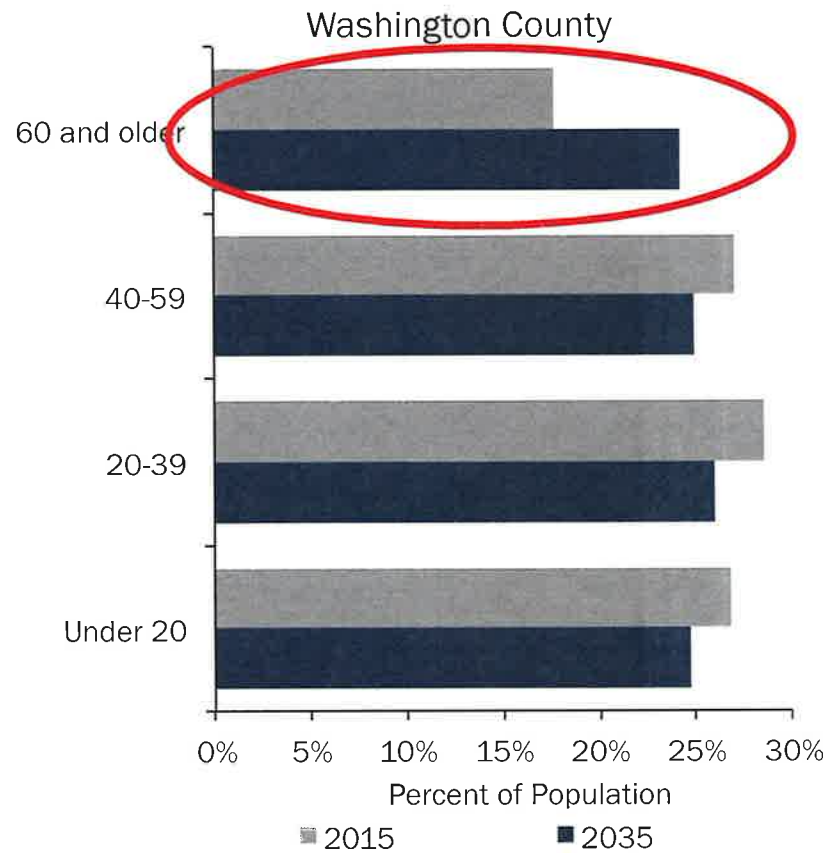 Washington County
60 and older
40-59
20-39
Under 20
0% 5% 10% 15% 20% 25% 30%
Percent of Population
2015 2035